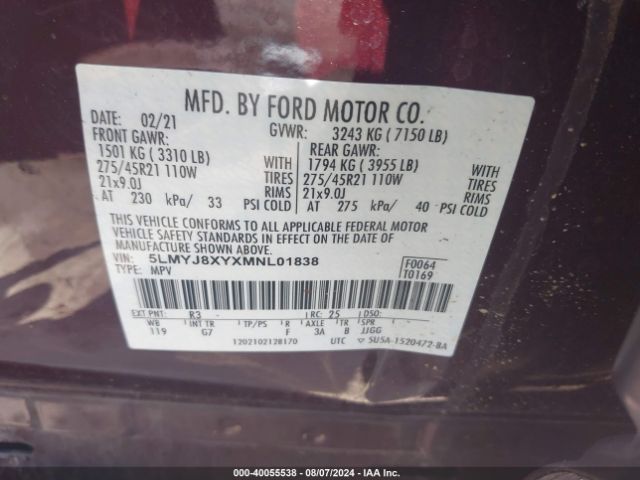 MFD. BY FORD MOTOR CO.
DATE: 02/21 GVWR: 3243 KG ( 7150 LB)
FRONT GAWR: REAR GAWR:
1501 KG ( 3310 LB) WITH 1794 KG ( 3955 LB) WITH
275/45R21 110W TIRES 275/45R21 110W TIRES
21x9.0J RIMS 21x9.0J RIMS
AT 230 kPa/ 33 PSI COLD AT 275 kPa/ 40 PSI COLD
THIS VEHICLE CONFORMS TO ALL APPLICABLE FEDERAL MOTOR
VEHICLE SAFETY STANDARDS IN EFFECT ON THE DATE OF
MANUFACTURE SHOWN ABOVE.
VIN: 5LMYJ8XYXMNL01838 F0064
TYPE: MPV T0169
EXT PNT: R3 RC: 25 DSO:
WB INT TR TP/PS R AXLE TR SPR
119 G7 F 3A B JJGG
1202102128170 UTC ▽ SU5A-1520472-BA
OWNER: 40055538 - 08/07/2024 - IAA Inc.